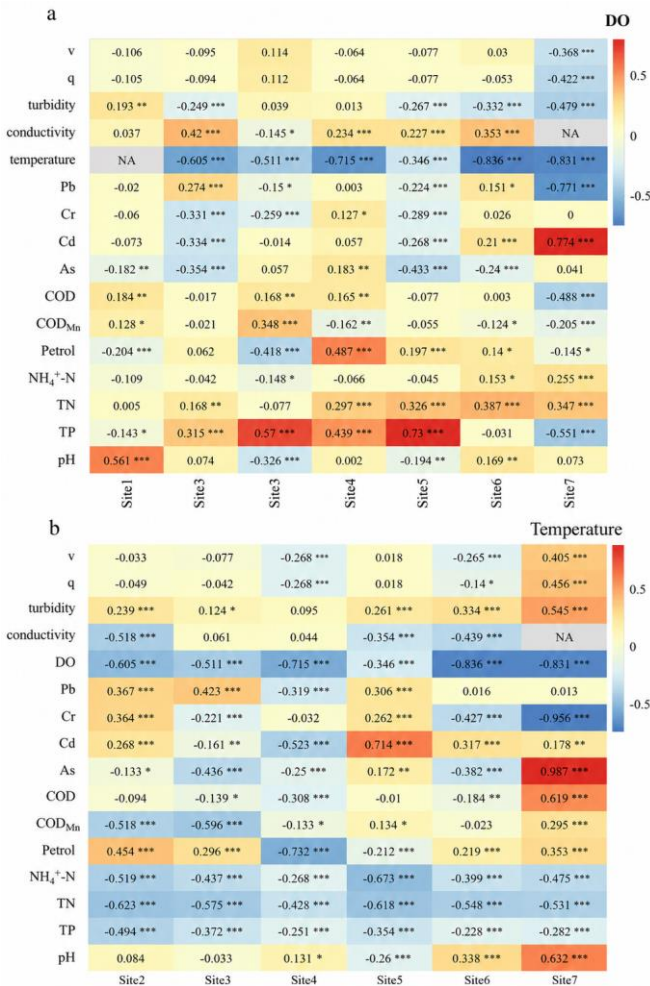 a
DO
v -0.106 -0.095 0.114 -0.064 -0.077 0.03 -0.368 ***
q -0.105 -0.094 0.112 -0.064 -0.077 -0.053 -0.422 ***
turbidity 0.193 ** -0.249 *** 0.039 0.013 -0.267 *** -0.332 *** -0.479 ***
conductivity 0.037 0.42 *** -0.145 * 0.234 *** 0.227 *** 0.353 *** NA
temperature NA -0.605 *** -0.511 *** -0.715 *** -0.346 *** -0.836 *** -0.831 ***
Pb -0.02 0.274 *** -0.15 * 0.003 -0.224 *** 0.151 * -0.771 ***
Cr -0.06 -0.331 *** -0.259 *** 0.127 * -0.289 *** 0.026 0
Cd -0.073 -0.334 *** -0.014 0.057 -0.268 *** 0.21 *** 0.774 ***
As -0.182 ** -0.354 *** 0.057 0.183 ** -0.433 *** -0.24 *** 0.041
COD 0.184 ** -0.017 0.168 ** 0.165 ** -0.077 0.003 -0.488 ***
COD_Mn 0.128 * -0.021 0.348 *** -0.162 ** -0.055 -0.124 * -0.205 ***
Petrol -0.204 *** 0.062 -0.418 *** 0.487 *** 0.197 *** 0.14 * -0.145 *
NH₄⁺-N -0.109 -0.042 -0.148 * -0.066 -0.045 0.153 * 0.255 ***
TN 0.005 0.168 ** -0.077 0.297 *** 0.326 *** 0.387 *** 0.347 ***
TP -0.143 * 0.315 *** 0.57 *** 0.439 *** 0.73 *** -0.031 -0.551 ***
pH 0.561 *** 0.074 -0.326 *** 0.002 -0.194 ** 0.169 ** 0.073
Site1 Site3 Site3 Site4 Site5 Site6 Site7
0.5
0
-0.5
b
Temperature
v -0.033 -0.077 -0.268 *** 0.018 -0.265 *** 0.405 ***
q -0.049 -0.042 -0.268 *** 0.018 -0.14 * 0.456 ***
turbidity 0.239 *** 0.124 * 0.095 0.261 *** 0.334 *** 0.545 ***
conductivity -0.518 *** 0.061 0.044 -0.354 *** -0.439 *** NA
DO -0.605 *** -0.511 *** -0.715 *** -0.346 *** -0.836 *** -0.831 ***
Pb 0.367 *** 0.423 *** -0.319 *** 0.306 *** 0.016 0.013
Cr 0.364 *** -0.221 *** -0.032 0.262 *** -0.427 *** -0.956 ***
Cd 0.268 *** -0.161 ** -0.523 *** 0.714 *** 0.317 *** 0.178 **
As -0.133 * -0.436 *** -0.25 *** 0.172 ** -0.382 *** 0.987 ***
COD -0.094 -0.139 * -0.308 *** -0.01 -0.184 ** 0.619 ***
COD_Mn -0.518 *** -0.596 *** -0.133 * 0.134 * -0.023 0.295 ***
Petrol 0.454 *** 0.296 *** -0.732 *** -0.212 *** 0.219 *** 0.353 ***
NH₄⁺-N -0.519 *** -0.437 *** -0.268 *** -0.673 *** -0.399 *** -0.475 ***
TN -0.623 *** -0.575 *** -0.428 *** -0.618 *** -0.548 *** -0.531 ***
TP -0.494 *** -0.372 *** -0.251 *** -0.354 *** -0.228 *** -0.282 ***
pH 0.084 -0.033 0.131 * -0.26 *** 0.338 *** 0.632 ***
Site2 Site3 Site4 Site5 Site6 Site7
0.5
0
-0.5